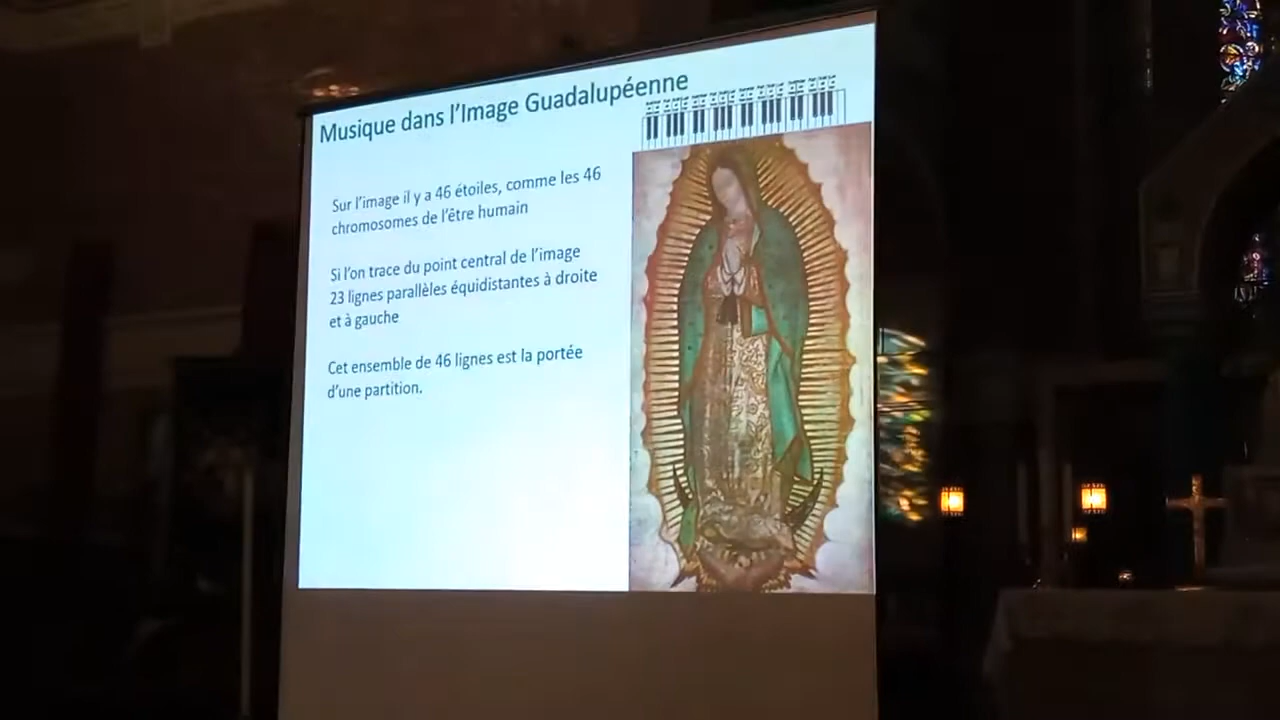 Musique dans l'Image Guadalupéenne
Sur l'image il y a 46 étoiles, comme les 46
chromosomes de l'être humain
Si l'on trace du point central de l'image
23 lignes parallèles équidistantes à droite
et à gauche
Cet ensemble de 46 lignes est la portée
d'une partition.